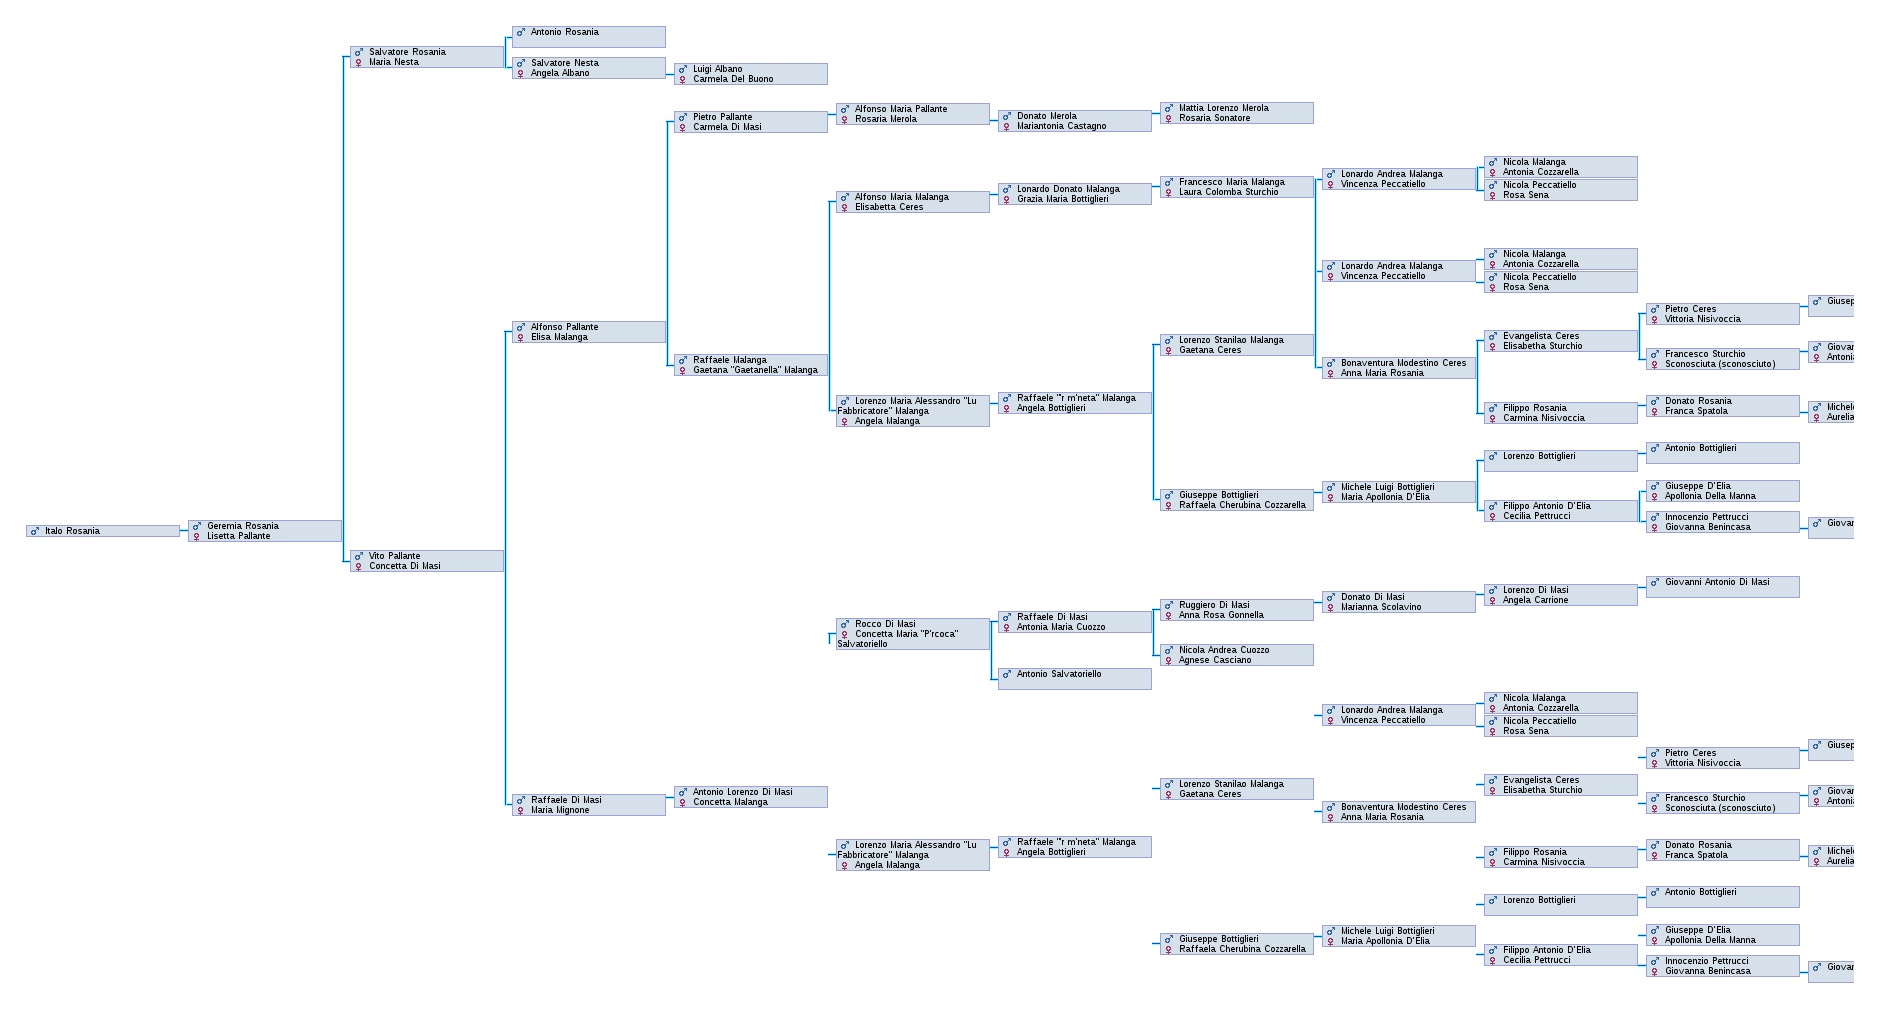 Italo Rosania
Geremia Rosania
Lisetta Pallante
Salvatore Rosania
Maria Nesta
Vito Pallante
Concetta Di Masi
Antonio Rosania
Salvatore Nesta
Angela Albano
Alfonso Pallante
Elisa Malanga
Raffaele Di Masi
Maria Mignone
Luigi Albano
Carmela Del Buono
Pietro Pallante
Carmela Di Masi
Raffaele Malanga
Gaetana "Gaetanella" Malanga
Antonio Lorenzo Di Masi
Concetta Malanga
Alfonso Maria Pallante
Rosaria Merola
Alfonso Maria Malanga
Elisabetta Ceres
Lorenzo Maria Alessandro "Lu
Fabbricatore" Malanga
Angela Malanga
Rocco Di Masi
Concetta Maria "P'rcoca"
Salvatoriello
Lorenzo Maria Alessandro "Lu
Fabbricatore" Malanga
Angela Malanga
Donato Merola
Mariantonia Castagno
Lonardo Donato Malanga
Grazia Maria Bottiglieri
Raffaele "'r m'neta" Malanga
Angela Bottiglieri
Raffaele Di Masi
Antonia Maria Cuozzo
Antonio Salvatoriello
Raffaele "'r m'neta" Malanga
Angela Bottiglieri
Mattia Lorenzo Merola
Rosaria Sonatore
Francesco Maria Malanga
Laura Colomba Sturchio
Lorenzo Stanilao Malanga
Gaetana Ceres
Giuseppe Bottiglieri
Raffaela Cherubina Cozzarella
Ruggiero Di Masi
Anna Rosa Gonnella
Nicola Andrea Cuozzo
Agnese Casciano
Lorenzo Stanilao Malanga
Gaetana Ceres
Giuseppe Bottiglieri
Raffaela Cherubina Cozzarella
Lonardo Andrea Malanga
Vincenza Peccatiello
Lonardo Andrea Malanga
Vincenza Peccatiello
Bonaventura Modestino Ceres
Anna Maria Rosania
Michele Luigi Bottiglieri
Maria Apollonia D'Elia
Donato Di Masi
Marianna Scolavino
Lonardo Andrea Malanga
Vincenza Peccatiello
Bonaventura Modestino Ceres
Anna Maria Rosania
Michele Luigi Bottiglieri
Maria Apollonia D'Elia
Nicola Malanga
Antonia Cozzarella
Nicola Peccatiello
Rosa Sena
Nicola Malanga
Antonia Cozzarella
Nicola Peccatiello
Rosa Sena
Evangelista Ceres
Elisabetha Sturchio
Filippo Rosania
Carmina Nisivoccia
Lorenzo Bottiglieri
Filippo Antonio D'Elia
Cecilia Pettrucci
Lorenzo Di Masi
Angela Carrione
Nicola Malanga
Antonia Cozzarella
Nicola Peccatiello
Rosa Sena
Evangelista Ceres
Elisabetha Sturchio
Filippo Rosania
Carmina Nisivoccia
Lorenzo Bottiglieri
Filippo Antonio D'Elia
Cecilia Pettrucci
Pietro Ceres
Vittoria Nisivoccia
Francesco Sturchio
Sconosciuta (sconosciuto)
Donato Rosania
Franca Spatola
Antonio Bottiglieri
Giuseppe D'Elia
Apollonia Della Manna
Innocenzio Pettrucci
Giovanna Benincasa
Giovanni Antonio Di Masi
Pietro Ceres
Vittoria Nisivoccia
Francesco Sturchio
Sconosciuta (sconosciuto)
Donato Rosania
Franca Spatola
Antonio Bottiglieri
Giuseppe D'Elia
Apollonia Della Manna
Innocenzio Pettrucci
Giovanna Benincasa
Giusep
Giovan
Antonia
Michele
Aurelia
Giovan
Giusep
Giovan
Antonia
Michele
Aurelia
Giovan